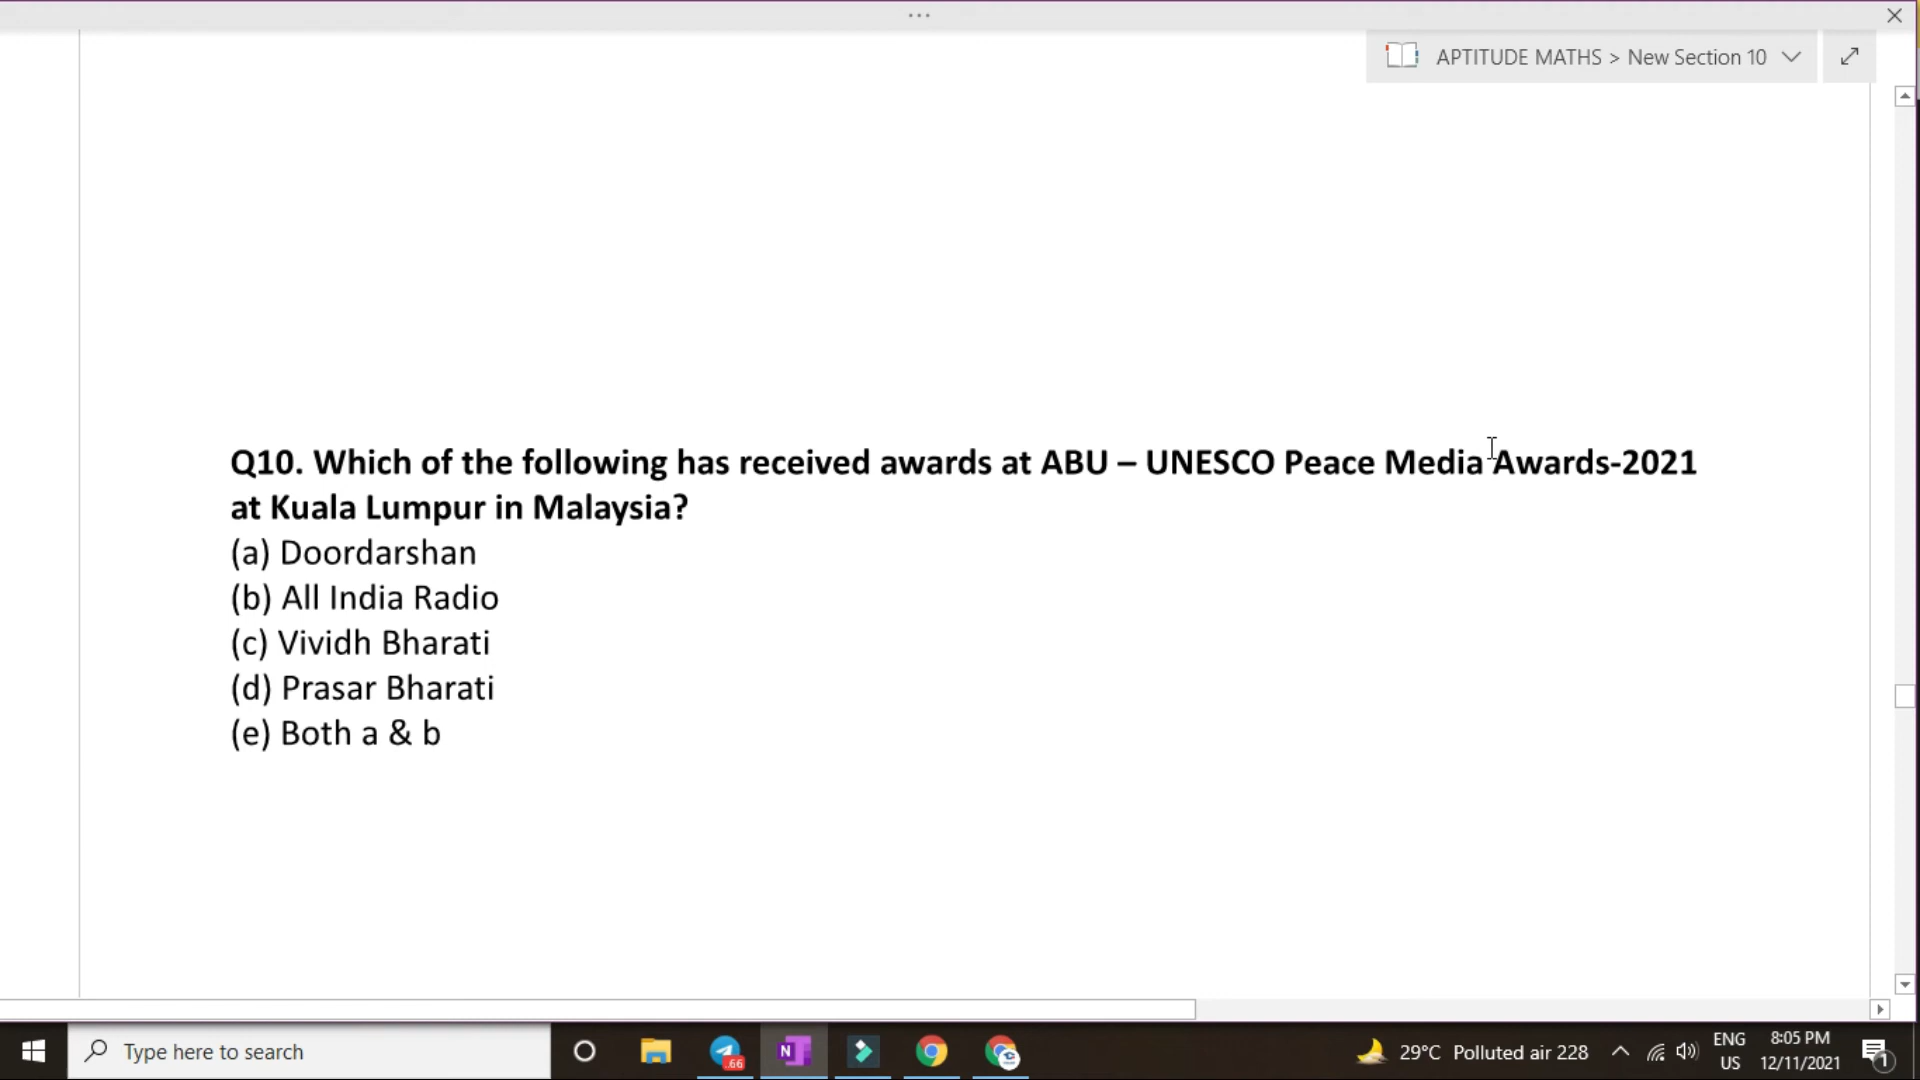 ...
APTITUDE MATHS > New Section 10
Q10. Which of the following has received awards at ABU – UNESCO Peace Media Awards-2021
at Kuala Lumpur in Malaysia?
(a) Doordarshan
(b) All India Radio
(c) Vividh Bharati
(d) Prasar Bharati
(e) Both a & b
Type here to search
.66
N
29°C Polluted air 228
ENG
US
8:05 PM
12/11/2021
1